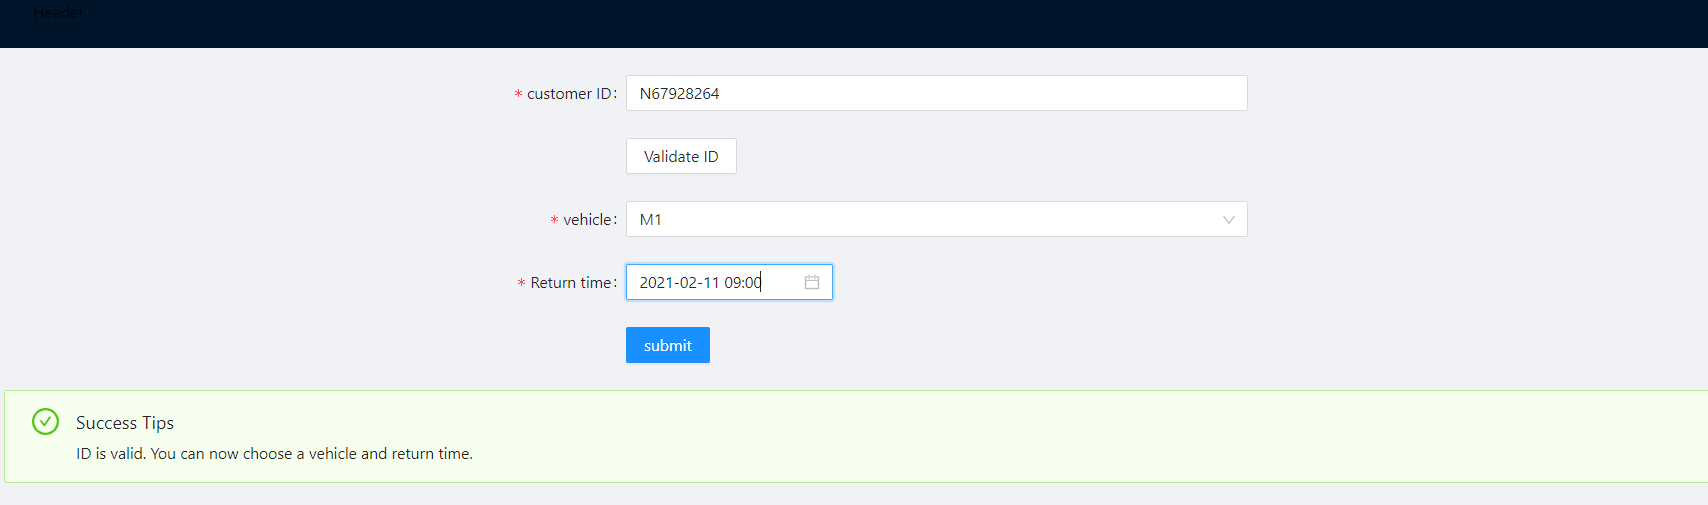 Header
* customer ID:
N67928264
Validate ID
* vehicle:
M1
* Return time:
2021-02-11 09:00
submit
Success Tips
ID is valid. You can now choose a vehicle and return time.